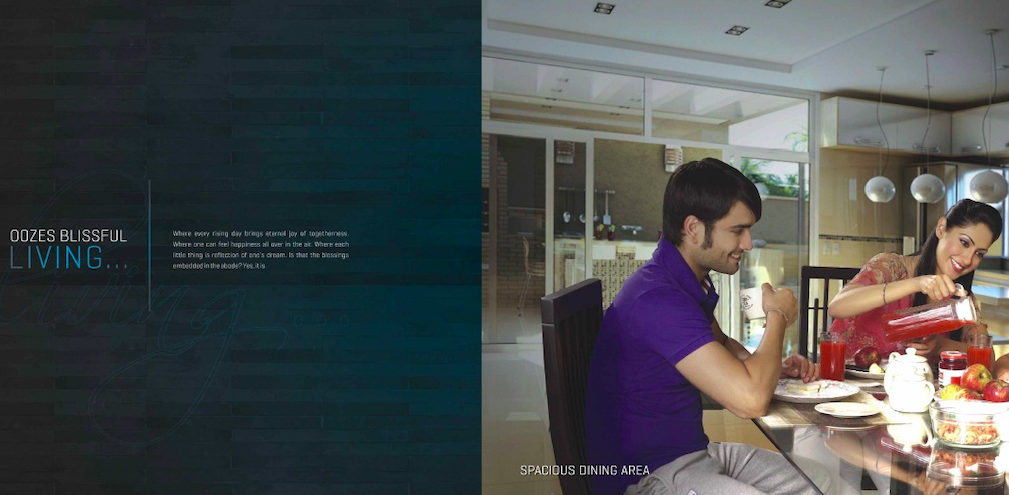 OOZES BLISSFUL
LIVING...
Where every rising day brings eternal joy of togetherness.
Where one can feel happiness all over in the air. Where each
little thing is reflection of one's dream. Is that the blessings
embedded in the abode? Yes, it is
SPACIOUS DINING AREA